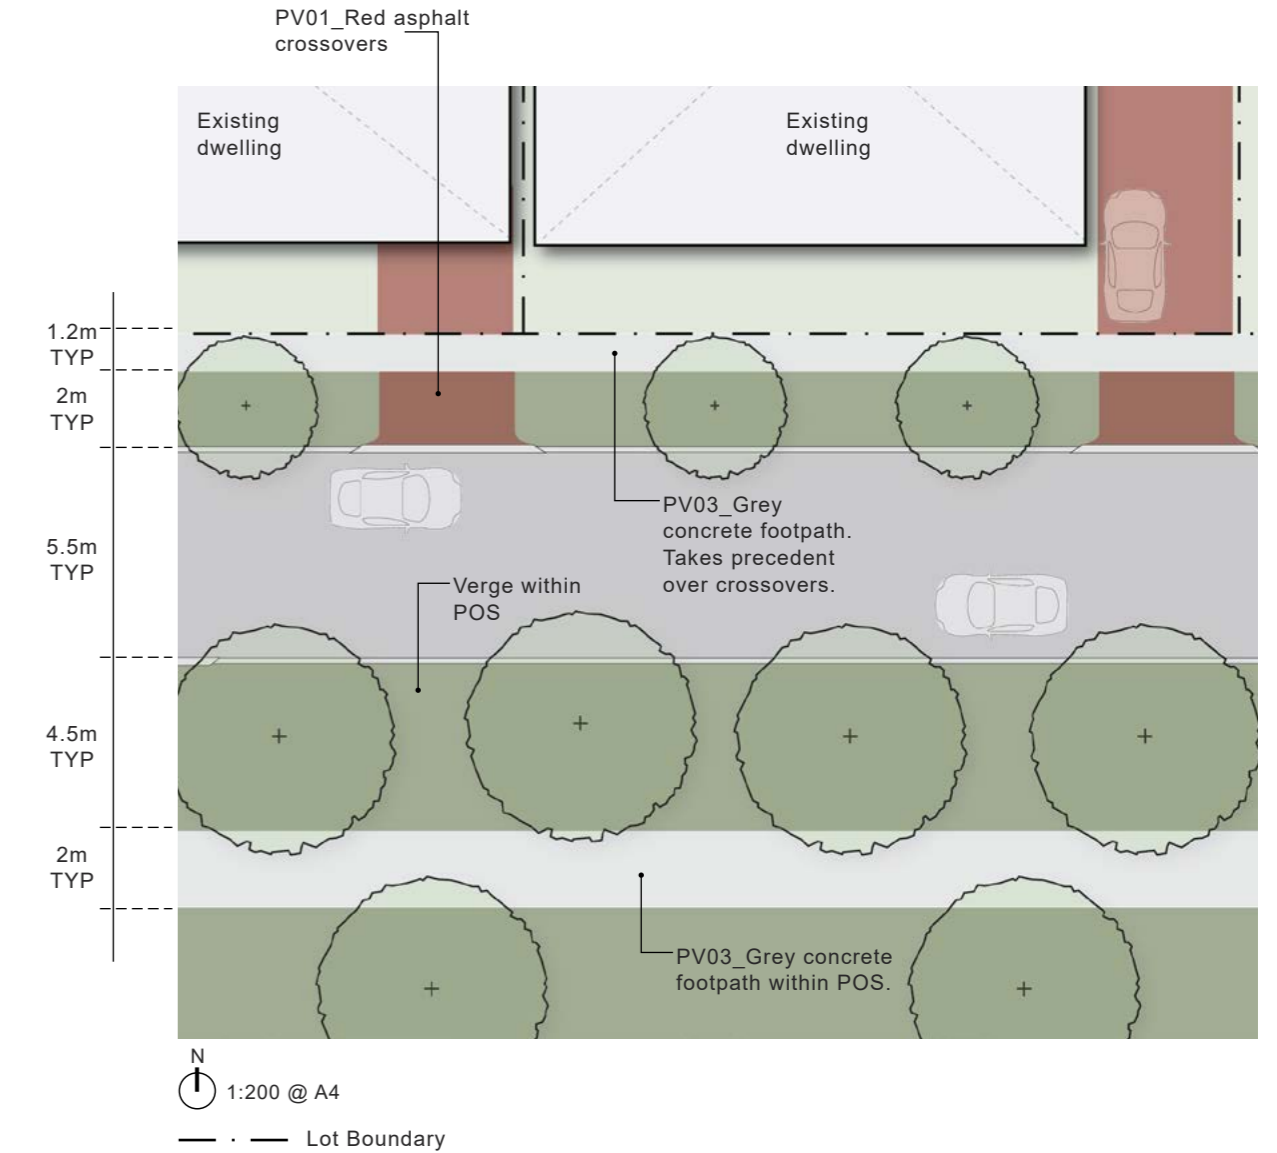 PV01_Red asphalt
crossovers
Existing
dwelling
Existing
dwelling
1.2m
TYP
2m
TYP
PV03_Grey
concrete footpath.
Takes precedent
over crossovers.
5.5m
TYP
Verge within
POS
4.5m
TYP
2m
TYP
PV03_Grey concrete
footpath within POS.
N
1:200 @ A4
Lot Boundary